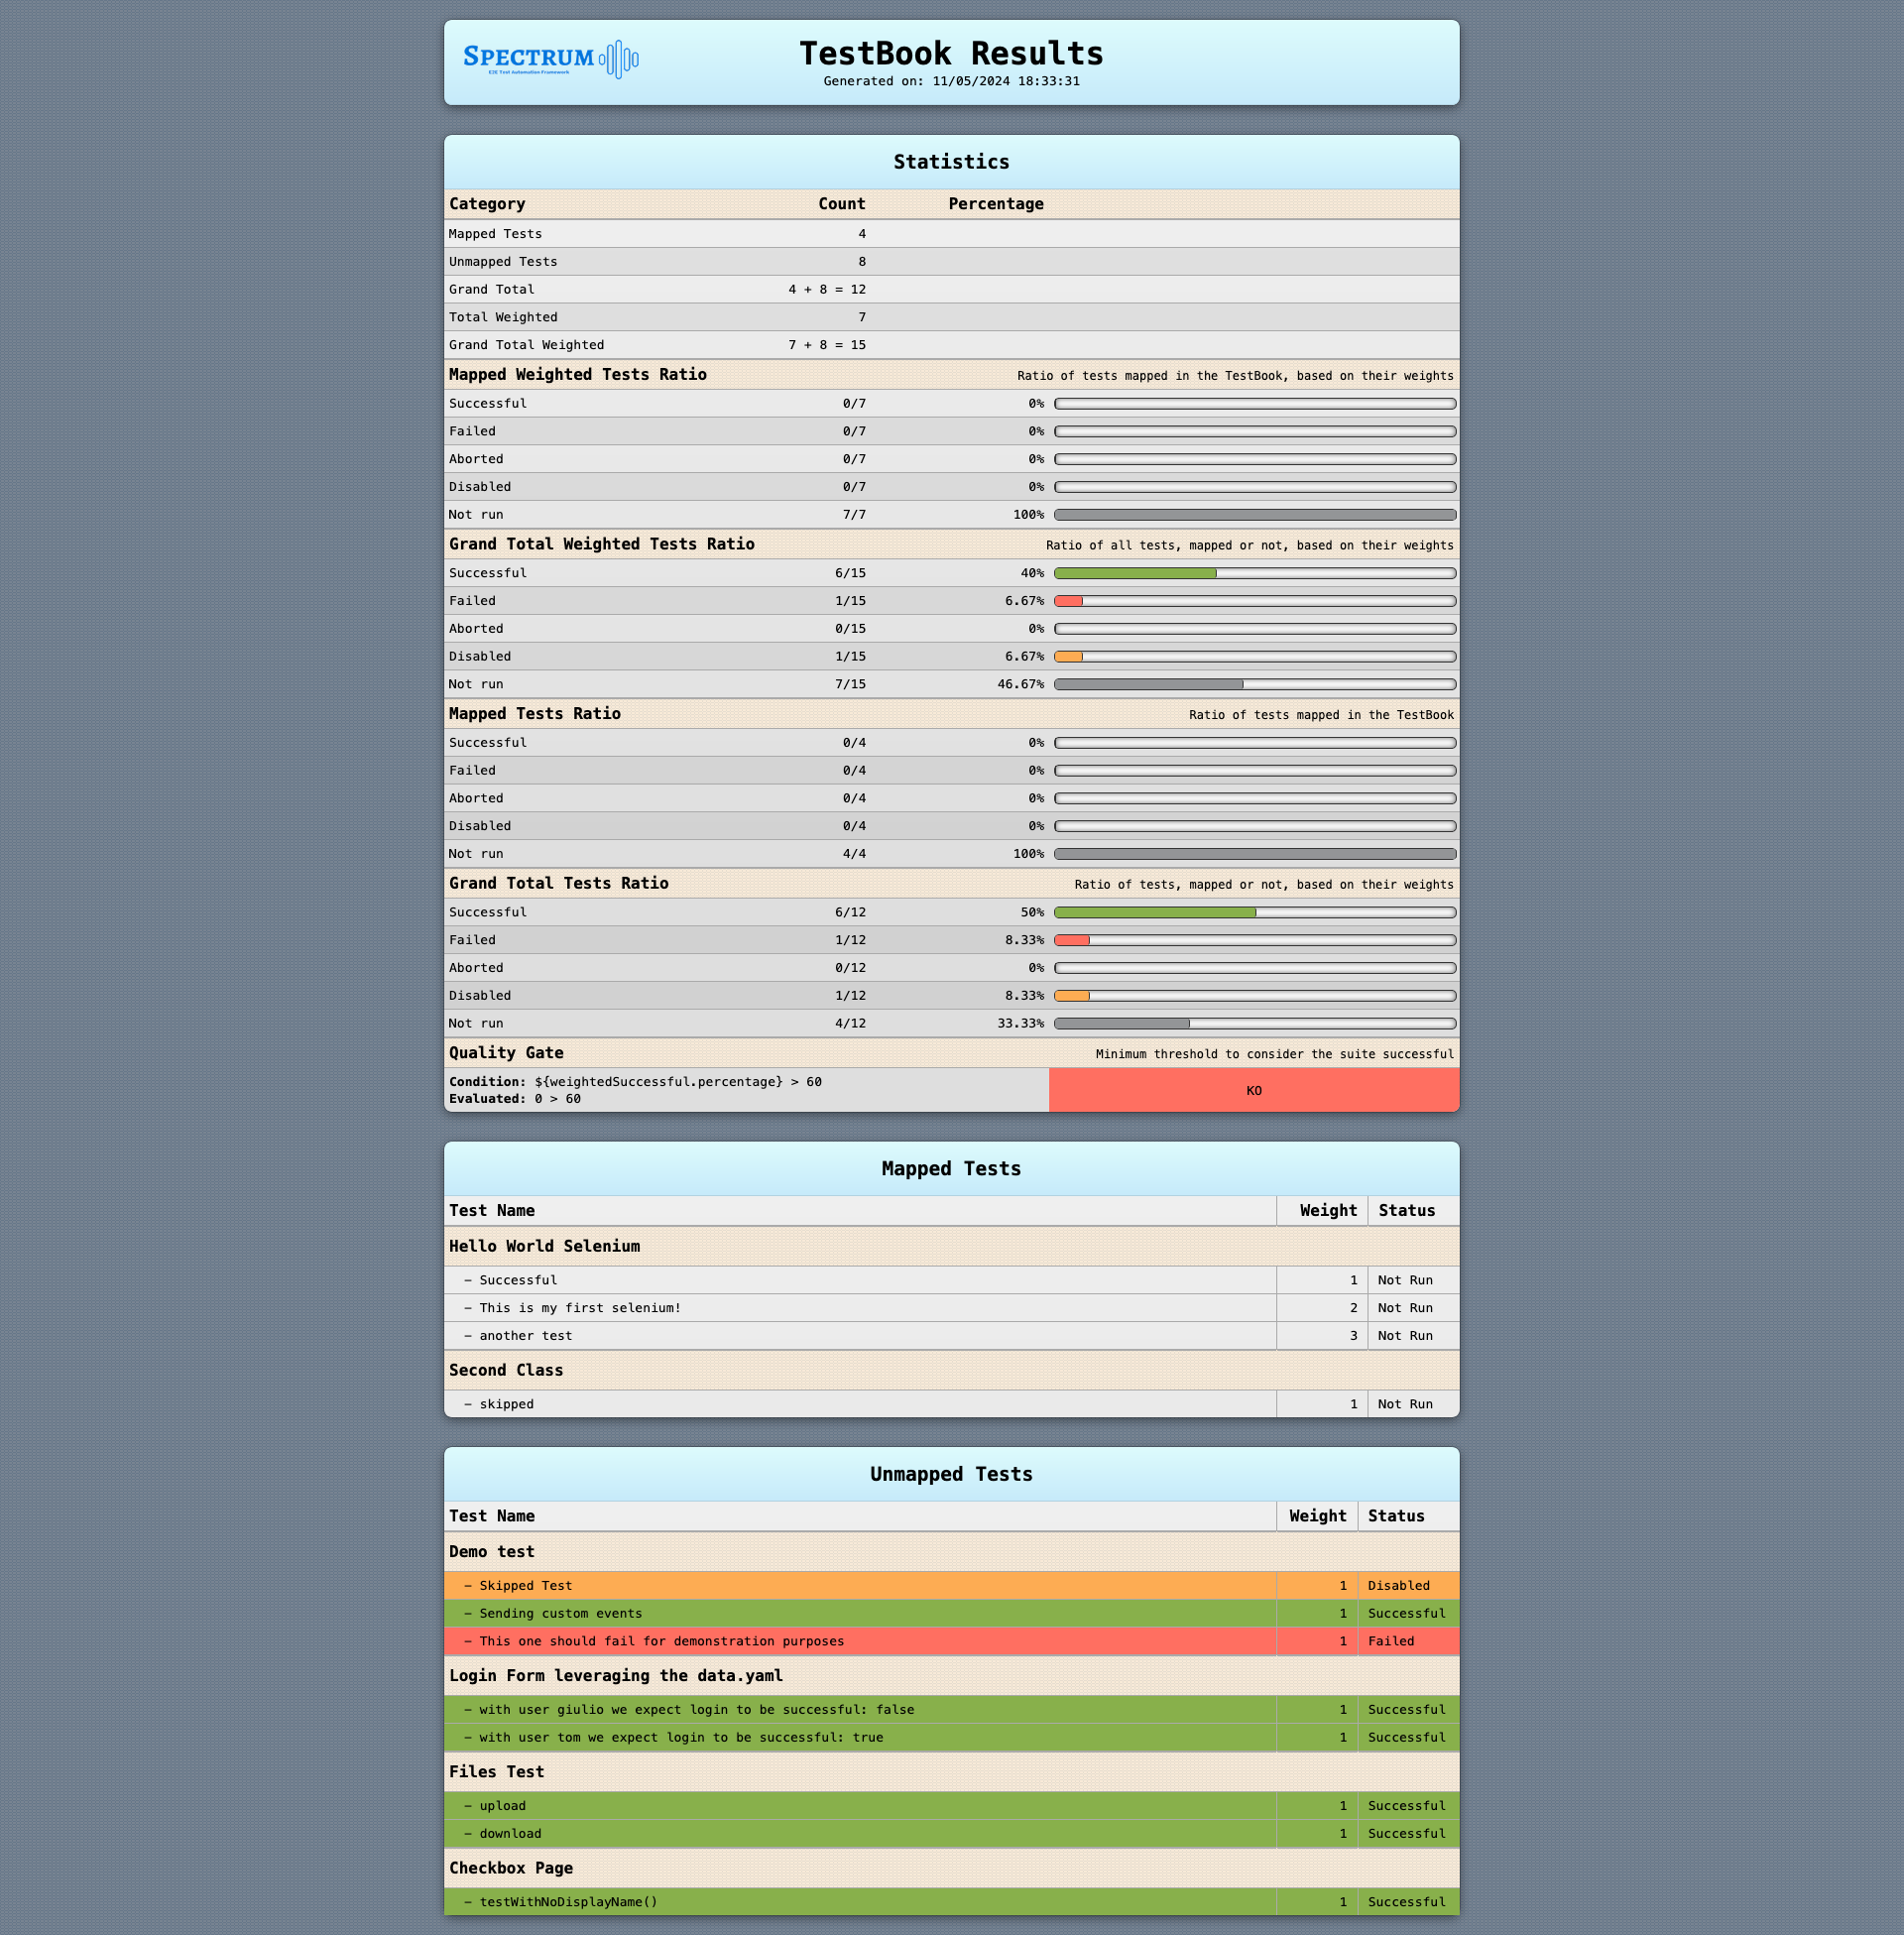 SPECTRUM
E2E Test Automation Framework
TestBook Results
Generated on: 11/05/2024 18:33:31
Statistics
Category Count Percentage
Mapped Tests 4
Unmapped Tests 8
Grand Total 4 + 8 = 12
Total Weighted 7
Grand Total Weighted 7 + 8 = 15
Mapped Weighted Tests Ratio Ratio of tests mapped in the TestBook, based on their weights
Successful 0/7 0%
Failed 0/7 0%
Aborted 0/7 0%
Disabled 0/7 0%
Not run 7/7 100%
Grand Total Weighted Tests Ratio Ratio of all tests, mapped or not, based on their weights
Successful 6/15 40%
Failed 1/15 6.67%
Aborted 0/15 0%
Disabled 1/15 6.67%
Not run 7/15 46.67%
Mapped Tests Ratio Ratio of tests mapped in the TestBook
Successful 0/4 0%
Failed 0/4 0%
Aborted 0/4 0%
Disabled 0/4 0%
Not run 4/4 100%
Grand Total Tests Ratio Ratio of tests, mapped or not, based on their weights
Successful 6/12 50%
Failed 1/12 8.33%
Aborted 0/12 0%
Disabled 1/12 8.33%
Not run 4/12 33.33%
Quality Gate Minimum threshold to consider the suite successful
Condition: ${weightedSuccessful.percentage} > 60
Evaluated: 0 > 60
KO
Mapped Tests
Test Name Weight Status
Hello World Selenium
– Successful 1 Not Run
– This is my first selenium! 2 Not Run
– another test 3 Not Run
Second Class
– skipped 1 Not Run
Unmapped Tests
Test Name Weight Status
Demo test
– Skipped Test 1 Disabled
– Sending custom events 1 Successful
– This one should fail for demonstration purposes 1 Failed
Login Form leveraging the data.yaml
– with user giulio we expect login to be successful: false 1 Successful
– with user tom we expect login to be successful: true 1 Successful
Files Test
– upload 1 Successful
– download 1 Successful
Checkbox Page
– testWithNoDisplayName() 1 Successful